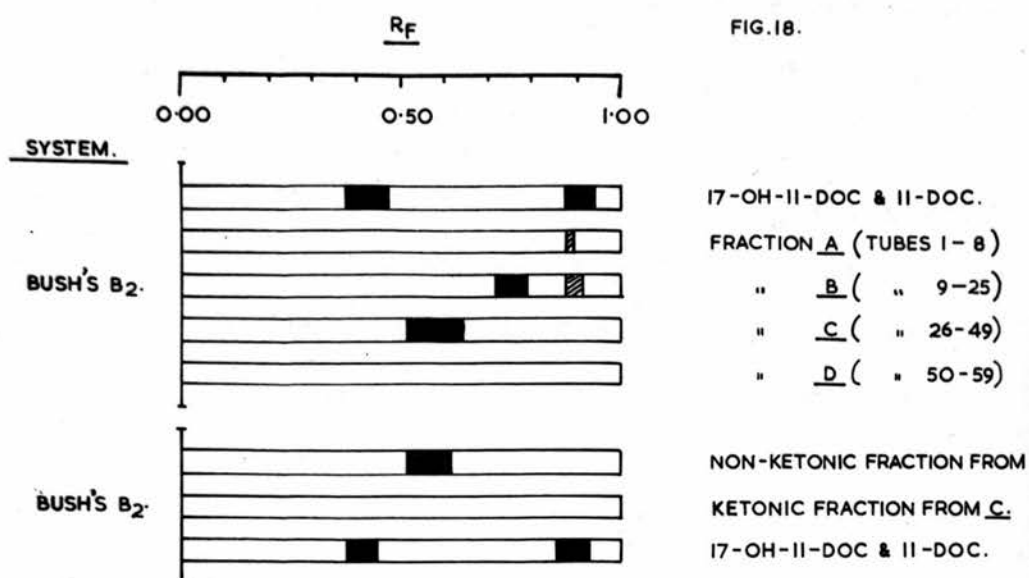 R_F
FIG.18.
0·00 0·50 1·00
SYSTEM.
17-OH-11-DOC & 11-DOC.
FRACTION A (TUBES 1-8)
BUSH'S B2. " B ( " 9-25)
" C ( " 26-49)
" D ( " 50-59)
NON-KETONIC FRACTION FROM
BUSH'S B2. KETONIC FRACTION FROM C.
17-OH-11-DOC & 11-DOC.